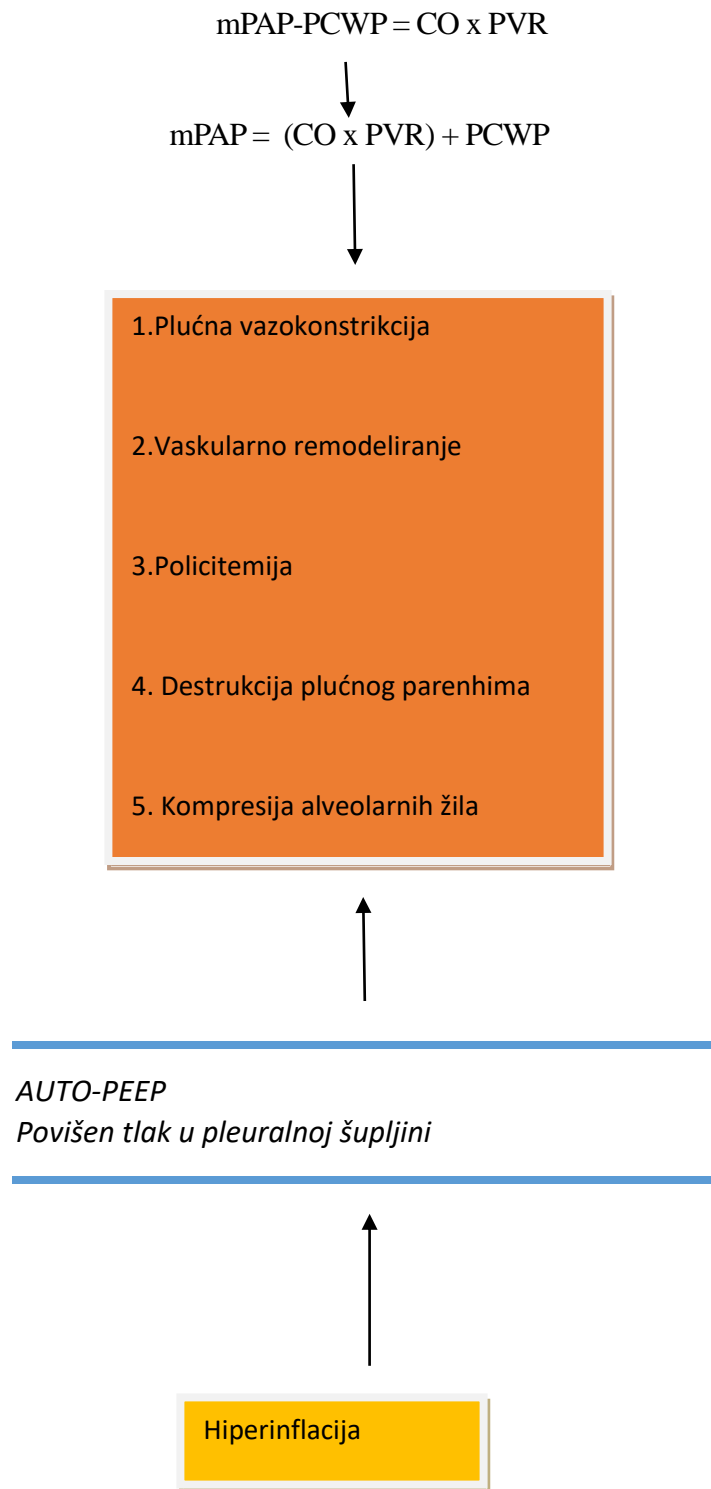 mPAP-PCWP = CO x PVR
mPAP = (CO x PVR) + PCWP
1.Plućna vazokonstrikcija
2.Vaskularno remodeliranje
3.Policitemija
4. Destrukcija plućnog parenhima
5. Kompresija alveolarnih žila
AUTO-PEEP
Povišen tlak u pleuralnoj šupljini
Hiperinflacija